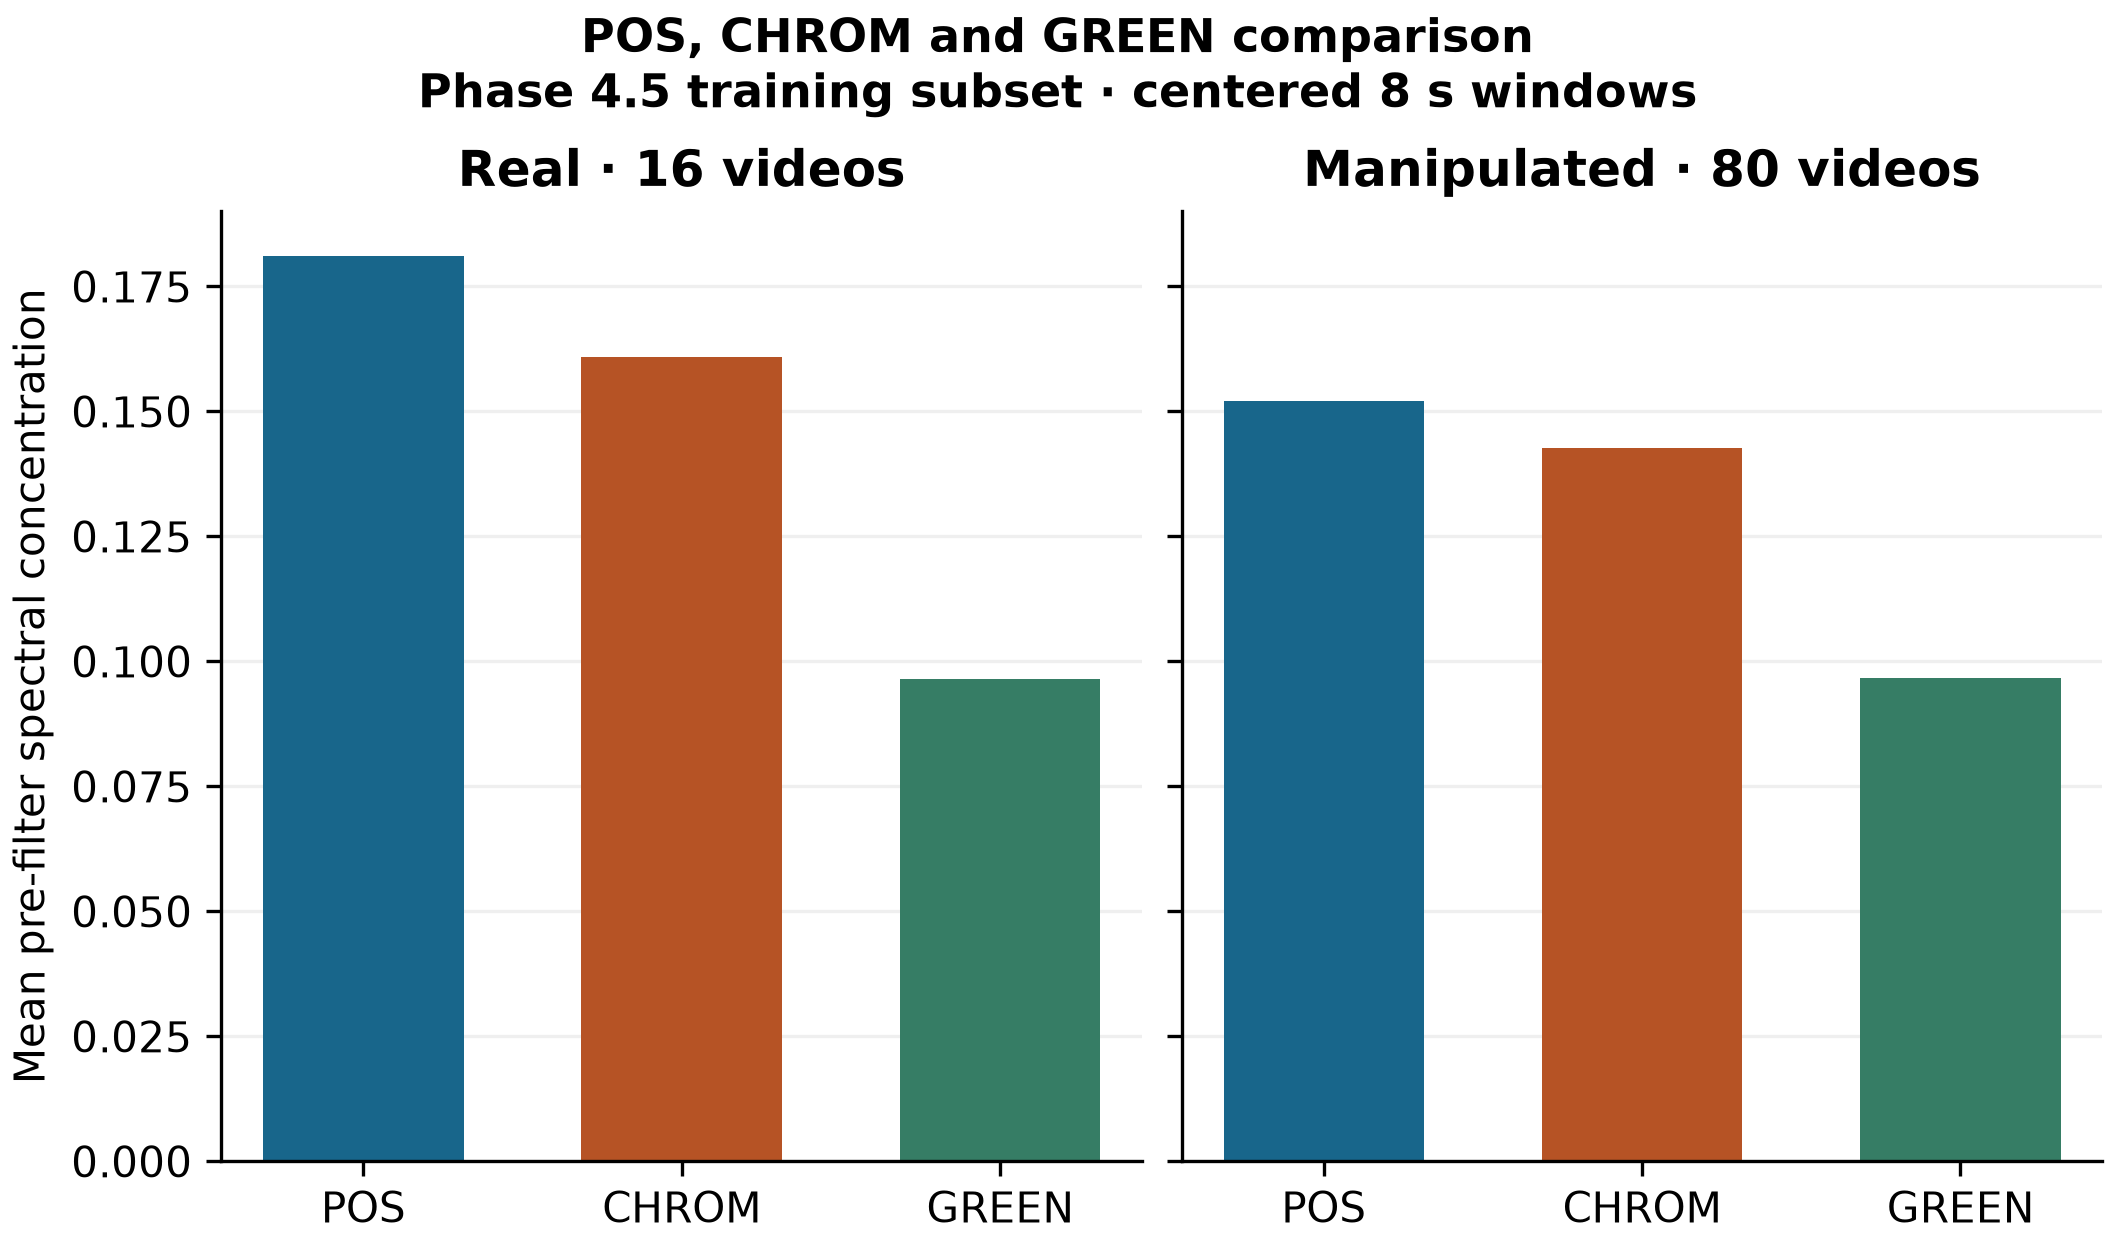 POS, CHROM and GREEN comparison
Phase 4.5 training subset · centered 8 s windows
Real · 16 videos
Manipulated · 80 videos
Mean pre-filter spectral concentration
0.175
0.150
0.125
0.100
0.075
0.050
0.025
0.000
POS
CHROM
GREEN
POS
CHROM
GREEN